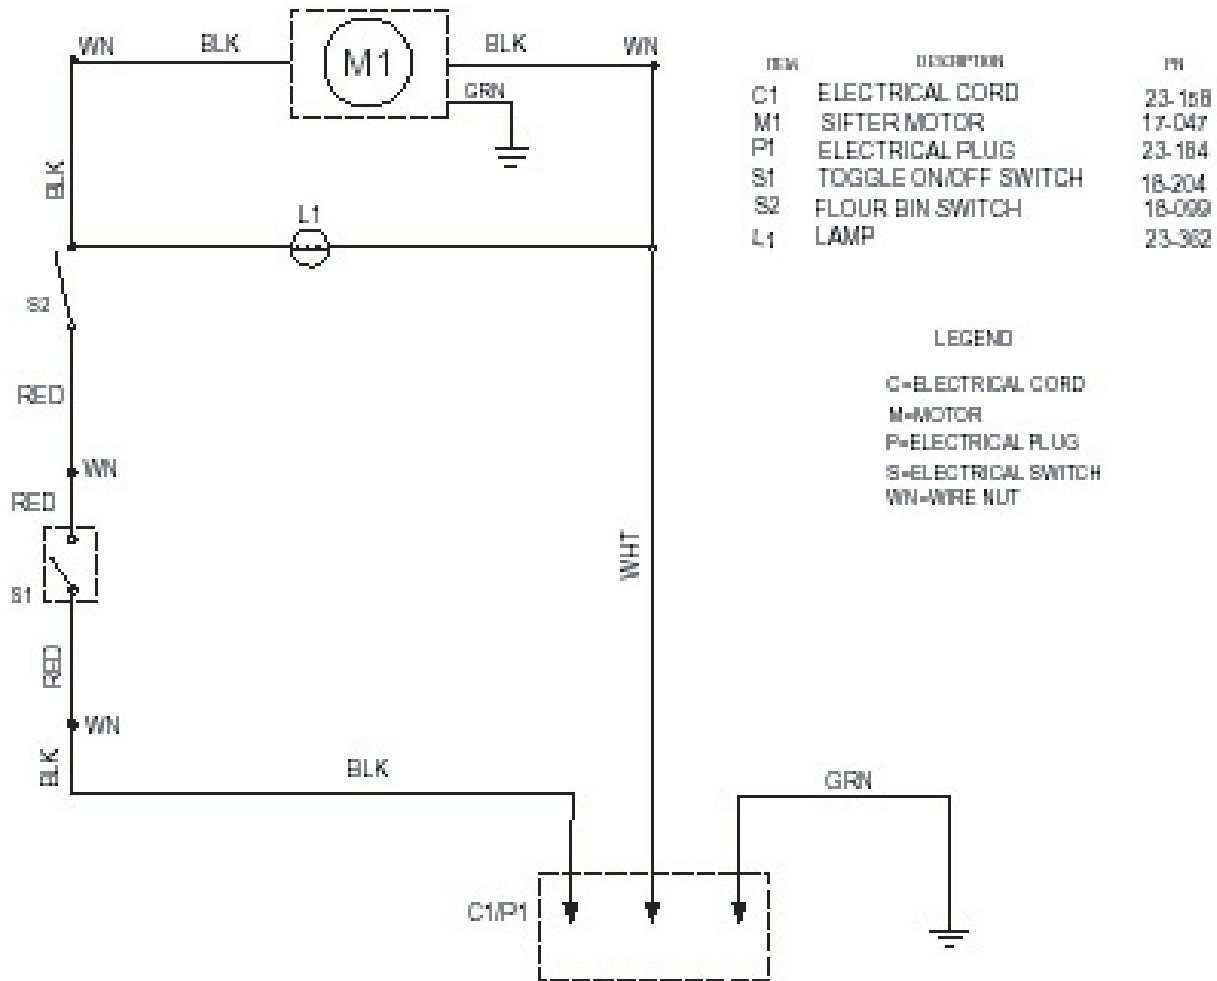 WN BLK M1 BLK WN
GRN
BLK
L1
S2
RED
WN
RED
S1
RED
WN
BLK
BLK
WHT
GRN
C1/P1
ITEM DESCRIPTION PN
C1 ELECTRICAL CORD 23-158
M1 SIFTER MOTOR 17-047
P1 ELECTRICAL PLUG 23-164
S1 TOGGLE ON/OFF SWITCH 18-204
S2 FLOUR BIN SWITCH 18-099
L1 LAMP 23-362
LEGEND
C=ELECTRICAL CORD
M=MOTOR
P=ELECTRICAL PLUG
S=ELECTRICAL SWITCH
WN=WIRE NUT